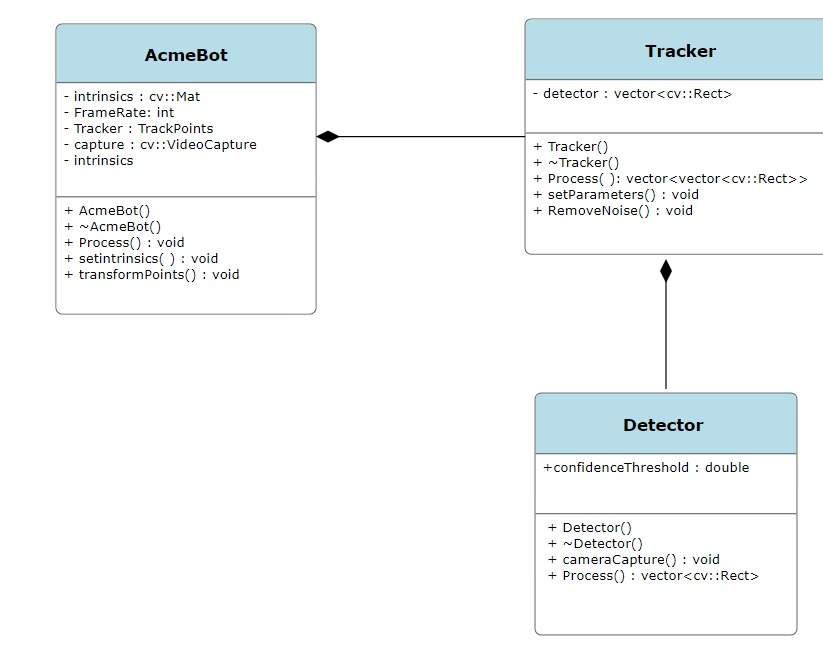 AcmeBot
- intrinsics : cv::Mat
- FrameRate: int
- Tracker : TrackPoints
- capture : cv::VideoCapture
- intrinsics
+ AcmeBot()
+ ~AcmeBot()
+ Process() : void
+ setintrinsics( ) : void
+ transformPoints() : void
Tracker
- detector : vector<cv::Rect>
+ Tracker()
+ ~Tracker()
+ Process( ): vector<vector<cv::Rect>>
+ setParameters() : void
+ RemoveNoise() : void
Detector
+confidenceThreshold : double
+ Detector()
+ ~Detector()
+ cameraCapture() : void
+ Process() : vector<cv::Rect>